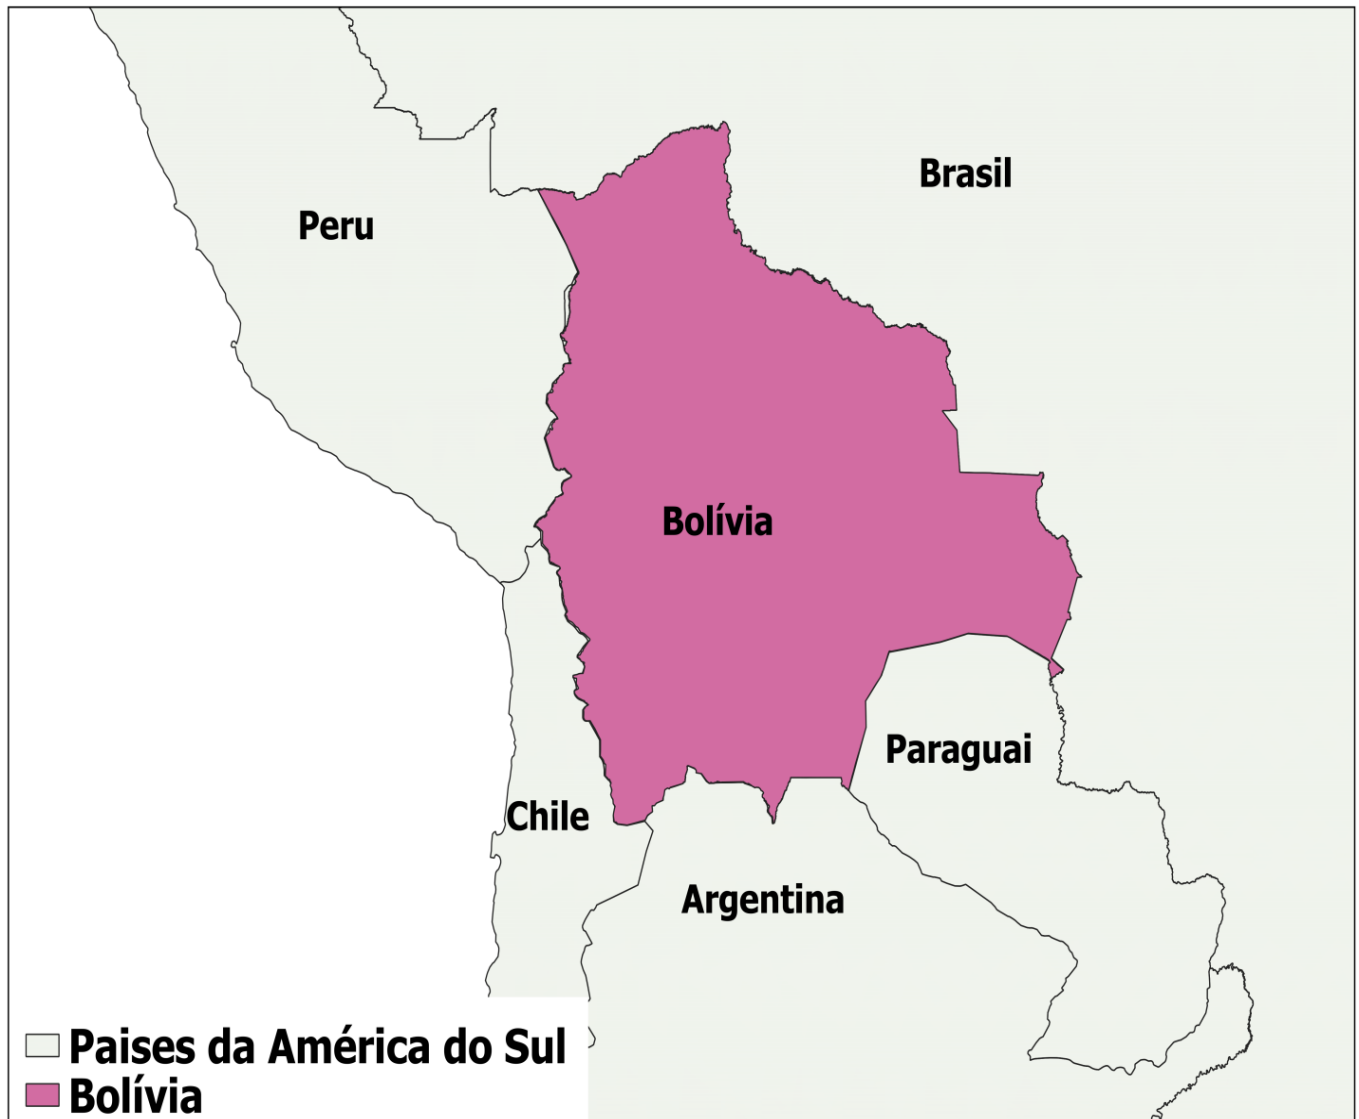 Brasil
Peru
Bolívia
Paraguai
Chile
Argentina
Paises da América do Sul
Bolívia